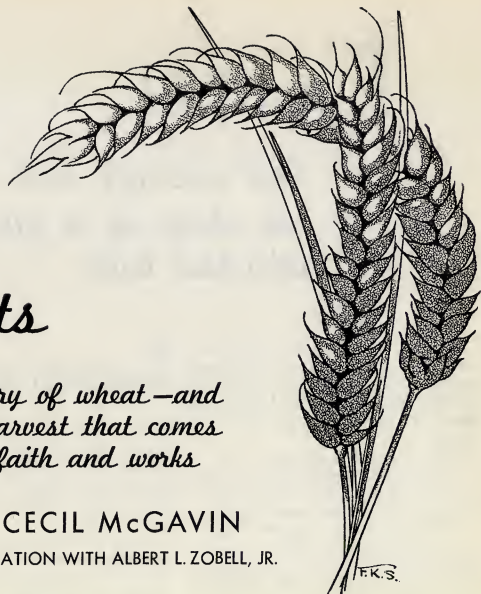 ts
ry of wheat—and
arvest that comes
faith and works
CECIL McGAVIN
ATION WITH ALBERT L. ZOBELL, JR.
F.K.S.